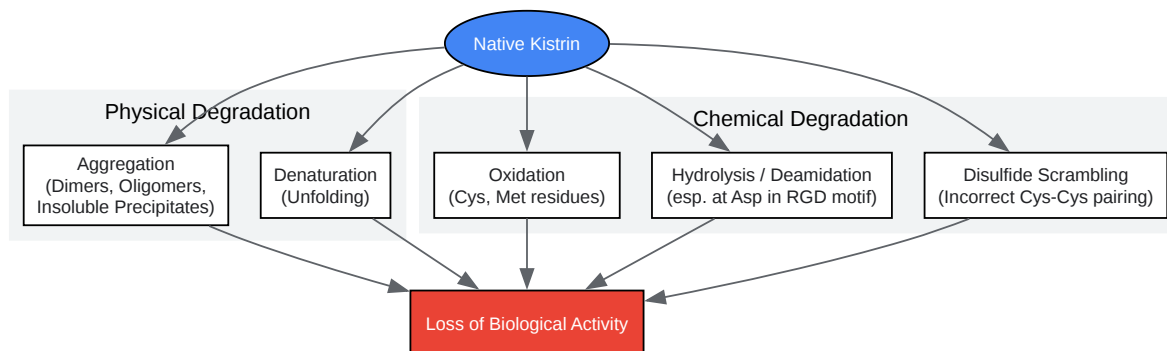 Native Kistrin
Physical Degradation
Chemical Degradation
Aggregation
(Dimers, Oligomers,
Insoluble Precipitates)
Denaturation
(Unfolding)
Oxidation
(Cys, Met residues)
Hydrolysis / Deamidation
(esp. at Asp in RGD motif)
Disulfide Scrambling
(Incorrect Cys-Cys pairing)
Loss of Biological Activity